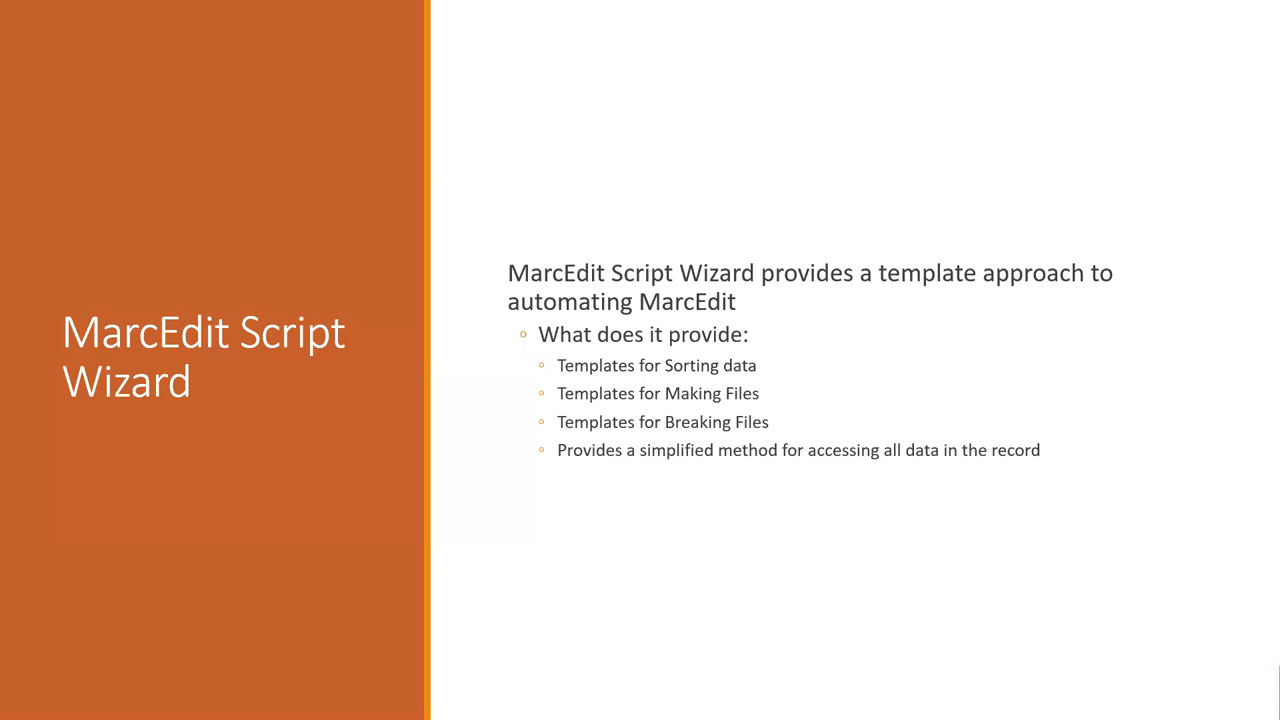 MarcEdit Script
Wizard
MarcEdit Script Wizard provides a template approach to
automating MarcEdit
What does it provide:
Templates for Sorting data
Templates for Making Files
Templates for Breaking Files
Provides a simplified method for accessing all data in the record